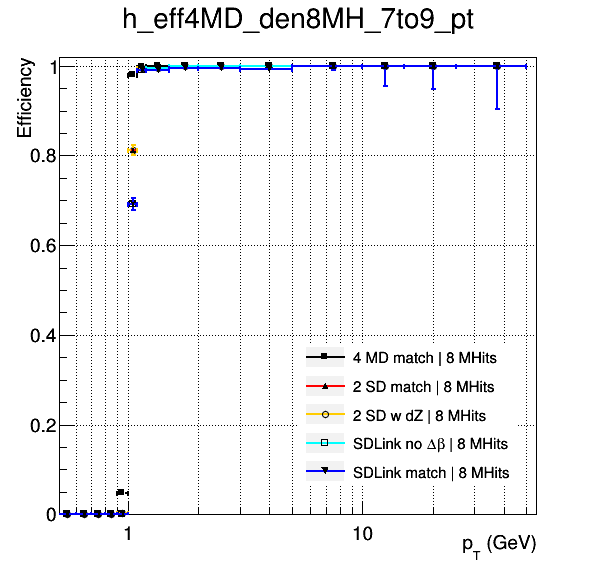 h_eff4MD_den8MH_7to9_pt
Efficiency
1
0.8
0.6
0.4
0.2
0
4 MD match | 8 MHits
2 SD match | 8 MHits
2 SD w dZ | 8 MHits
SDLink no Δβ | 8 MHits
SDLink match | 8 MHits
1 10
p_T (GeV)